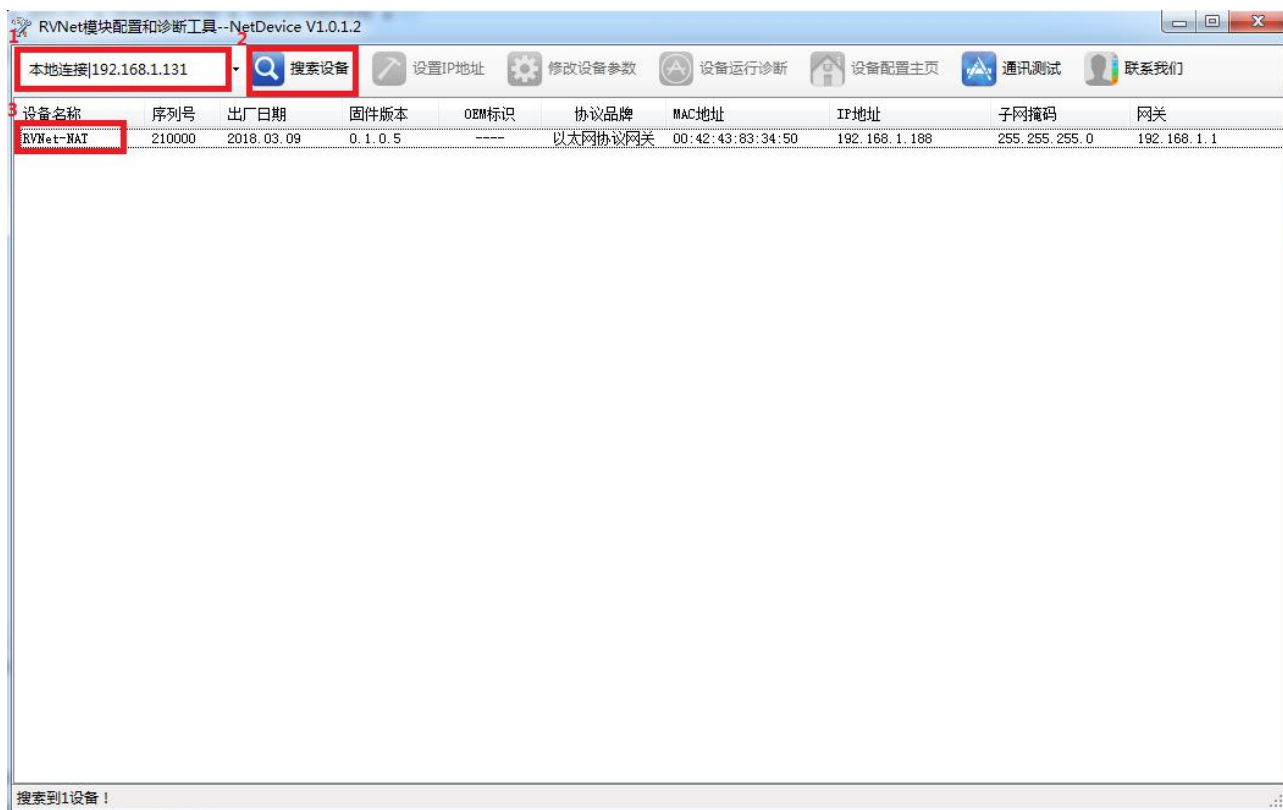 RVNet模块配置和诊断工具--NetDevice V1.0.1.2
1 2
本地连接|192.168.1.131 搜索设备 设置IP地址 修改设备参数 设备运行诊断 设备配置主页 通讯测试 联系我们
3 设备名称 序列号 出厂日期 固件版本 OEM标识 协议品牌 MAC地址 IP地址 子网掩码 网关
RVNet-NAT 210000 2018.03.09 0.1.0.5 ---- 以太网协议网关 00:42:43:83:34:50 192.168.1.188 255.255.255.0 192.168.1.1
搜索到1设备！